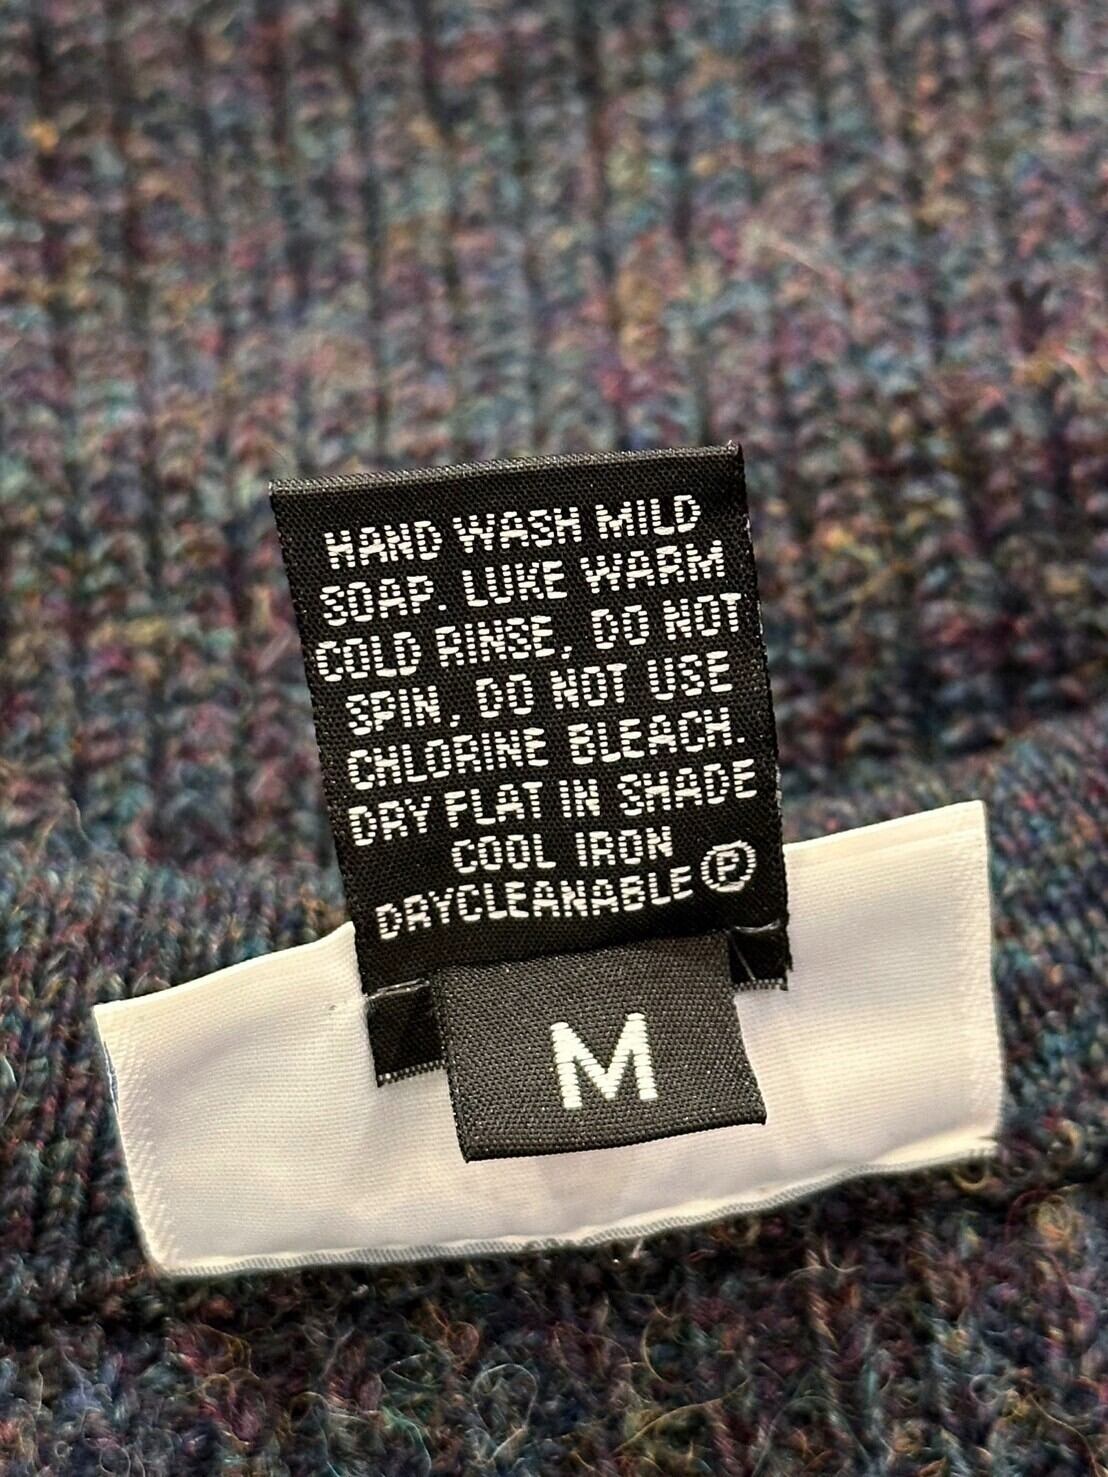 HAND WASH MILD
SOAP. LUKE WARM
COLD RINSE, DO NOT
SPIN, DO NOT USE
CHLORINE BLEACH.
DRY FLAT IN SHADE
COOL IRON
DRYCLEANABLE Ⓟ
M